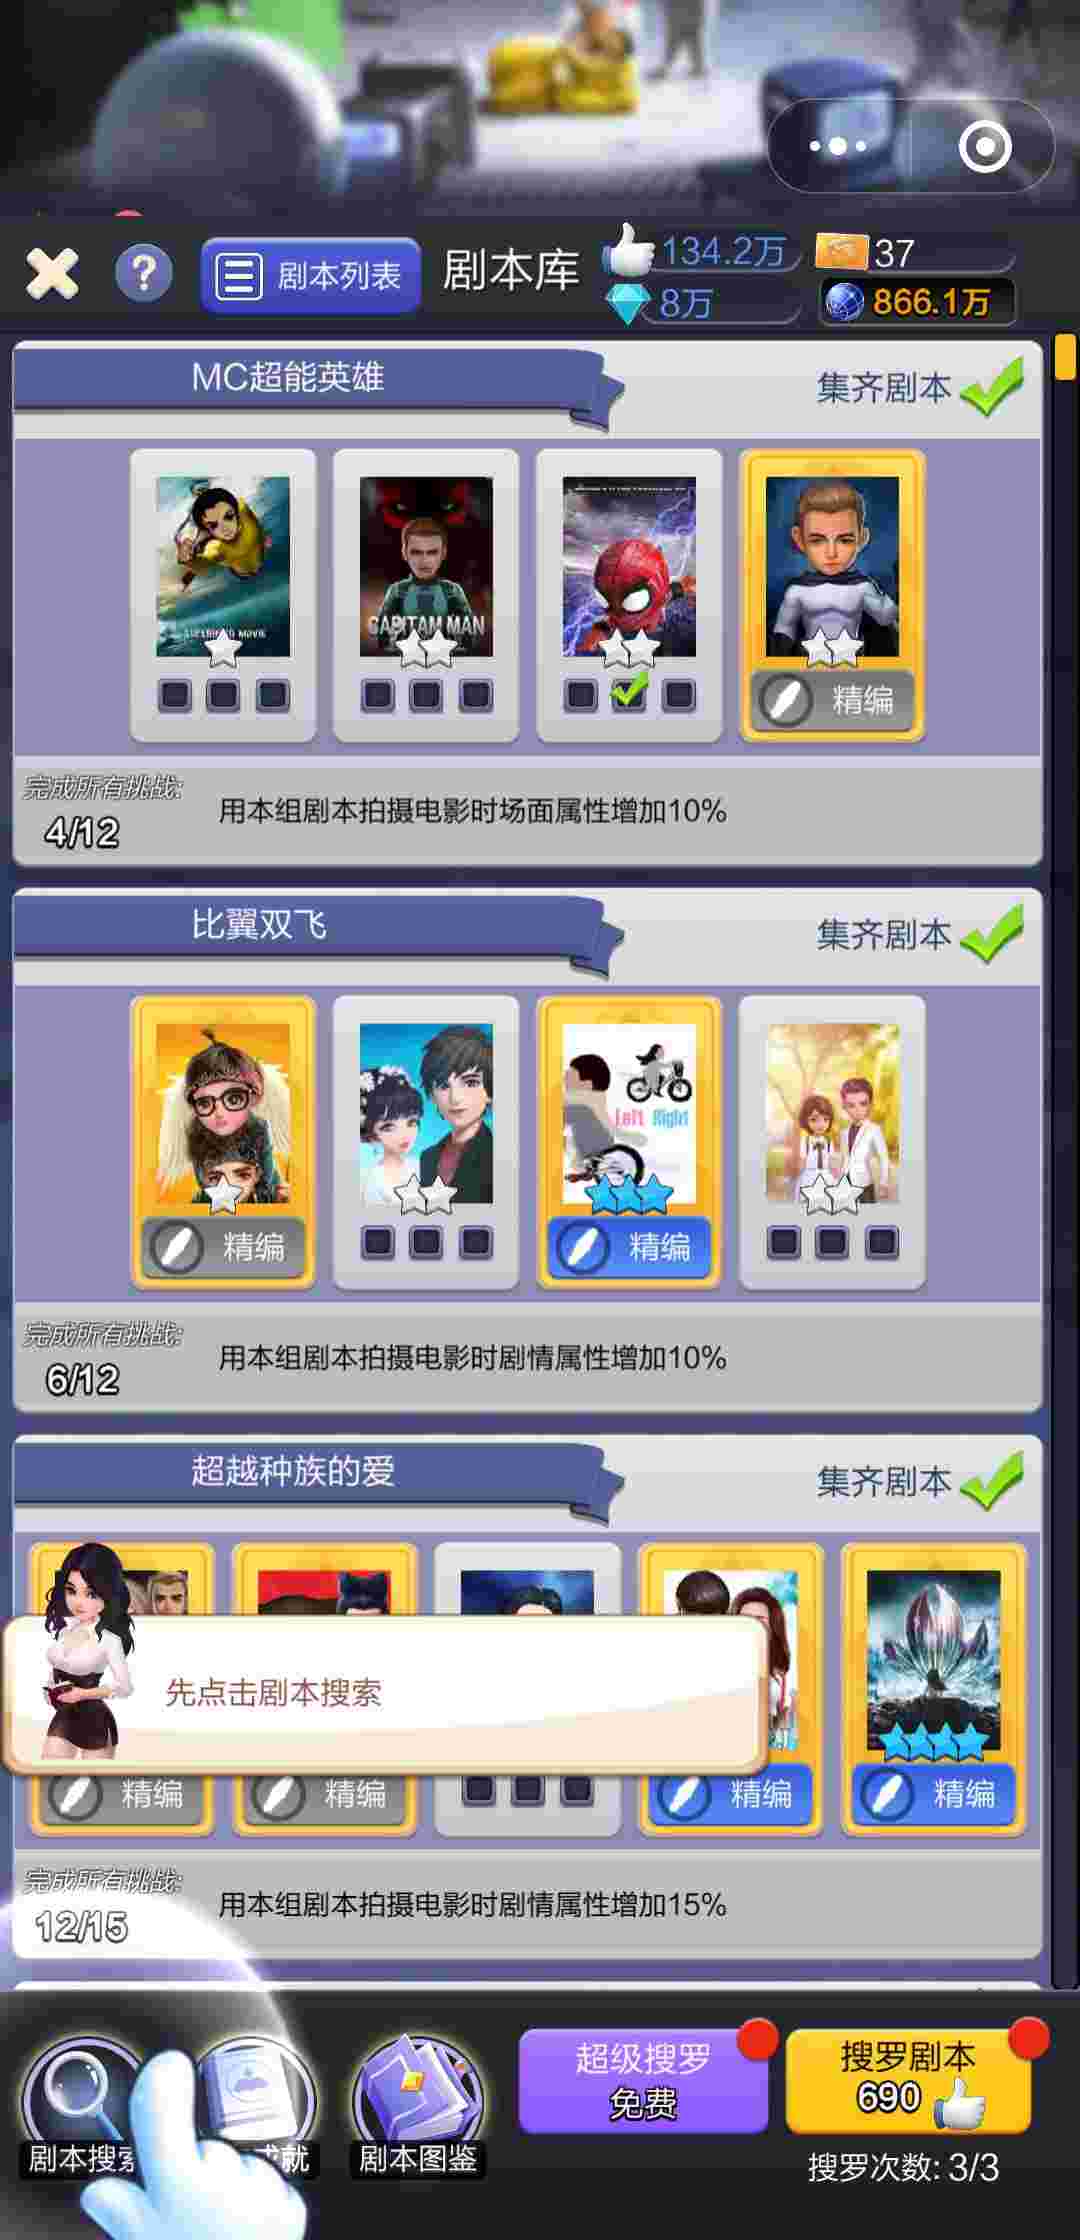 剧本列表
剧本库
134.2万
37
8万
866.1万
MC超能英雄
集齐剧本
CAPITAM MAN
精编
完成所有挑战:
4/12
用本组剧本拍摄电影时场面属性增加10%
比翼双飞
集齐剧本
Left Right
精编
精编
完成所有挑战:
6/12
用本组剧本拍摄电影时剧情属性增加10%
超越种族的爱
集齐剧本
先点击剧本搜索
精编
精编
精编
精编
完成所有挑战:
12/15
用本组剧本拍摄电影时剧情属性增加15%
剧本搜索
就
剧本图鉴
超级搜罗
免费
搜罗剧本
690
搜罗次数: 3/3